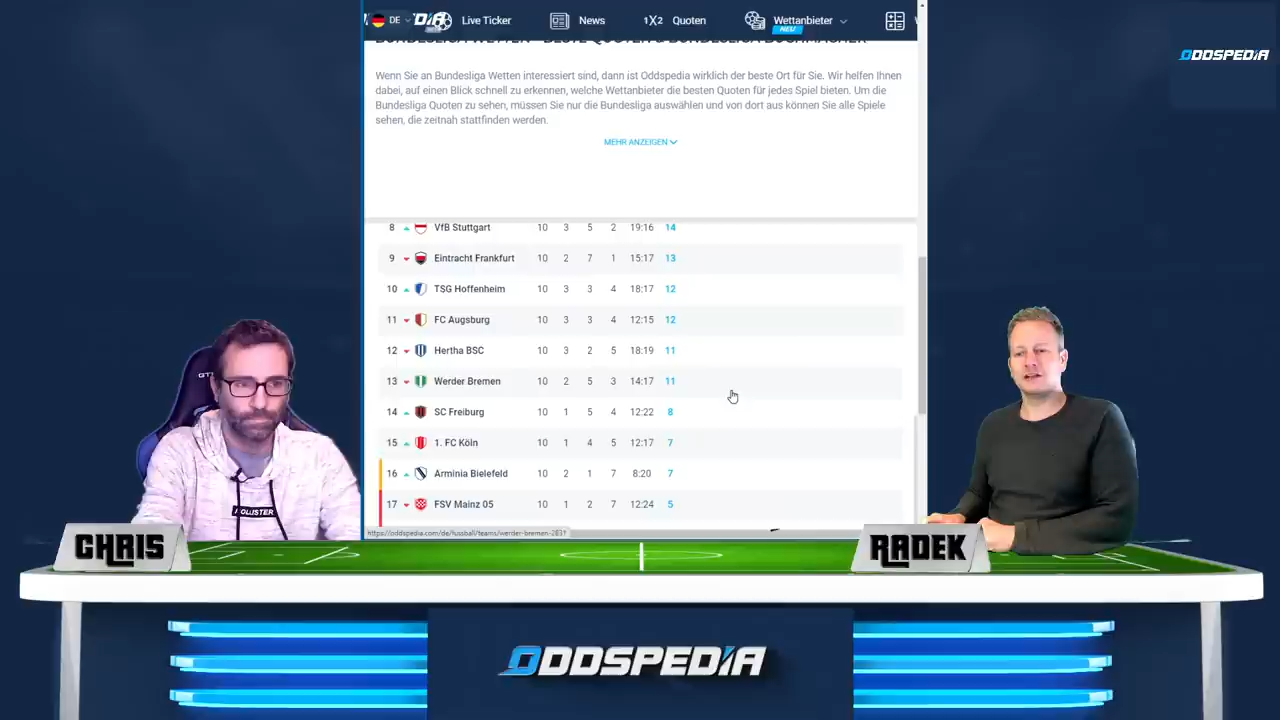 DE
Live Ticker
News
1X2 Quoten
Wettanbieter
NEU
ODDSPEDIA
Wenn Sie an Bundesliga Wetten interessiert sind, dann ist Oddspedia wirklich der beste Ort für Sie. Wir helfen Ihnen
dabei, auf einen Blick schnell zu erkennen, welche Wettanbieter die besten Quoten für jedes Spiel bieten. Um die
Bundesliga Quoten zu sehen, müssen Sie nur die Bundesliga auswählen und von dort aus können Sie alle Spiele
sehen, die zeitnah stattfinden werden.
MEHR ANZEIGEN
8 VfB Stuttgart 10 3 5 2 19:16 14
9 Eintracht Frankfurt 10 2 7 1 15:17 13
10 TSG Hoffenheim 10 3 3 4 18:17 12
11 FC Augsburg 10 3 3 4 12:15 12
12 Hertha BSC 10 3 2 5 18:19 11
13 Werder Bremen 10 2 5 3 14:17 11
14 SC Freiburg 10 1 5 4 12:22 8
15 1. FC Köln 10 1 4 5 12:17 7
16 Arminia Bielefeld 10 2 1 7 8:20 7
17 FSV Mainz 05 10 1 2 7 12:24 5
HOLLISTER
CHRIS
RADEK
ODDSPEDIA